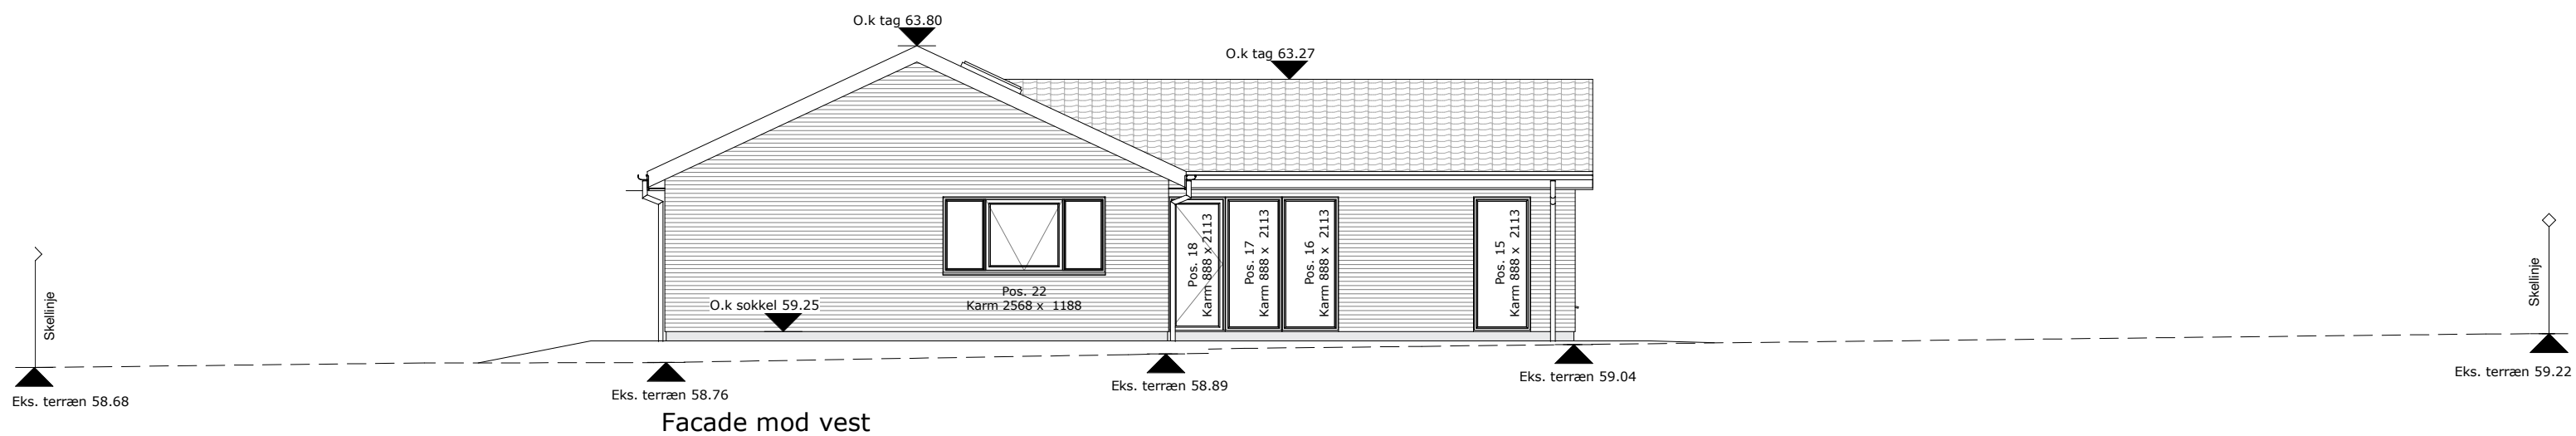 O.k tag 63.80
O.k tag 63.27
Pos. 18
Karm 888 x 2113
Pos. 17
Karm 888 x 2113
Pos. 16
Karm 888 x 2113
Pos. 15
Karm 888 x 2113
Skellinje
Skellinje
Pos. 22
Karm 2568 x 1188
O.k sokkel 59.25
Eks. terræn 58.68
Eks. terræn 58.76
Eks. terræn 58.89
Eks. terræn 59.04
Eks. terræn 59.22
Facade mod vest